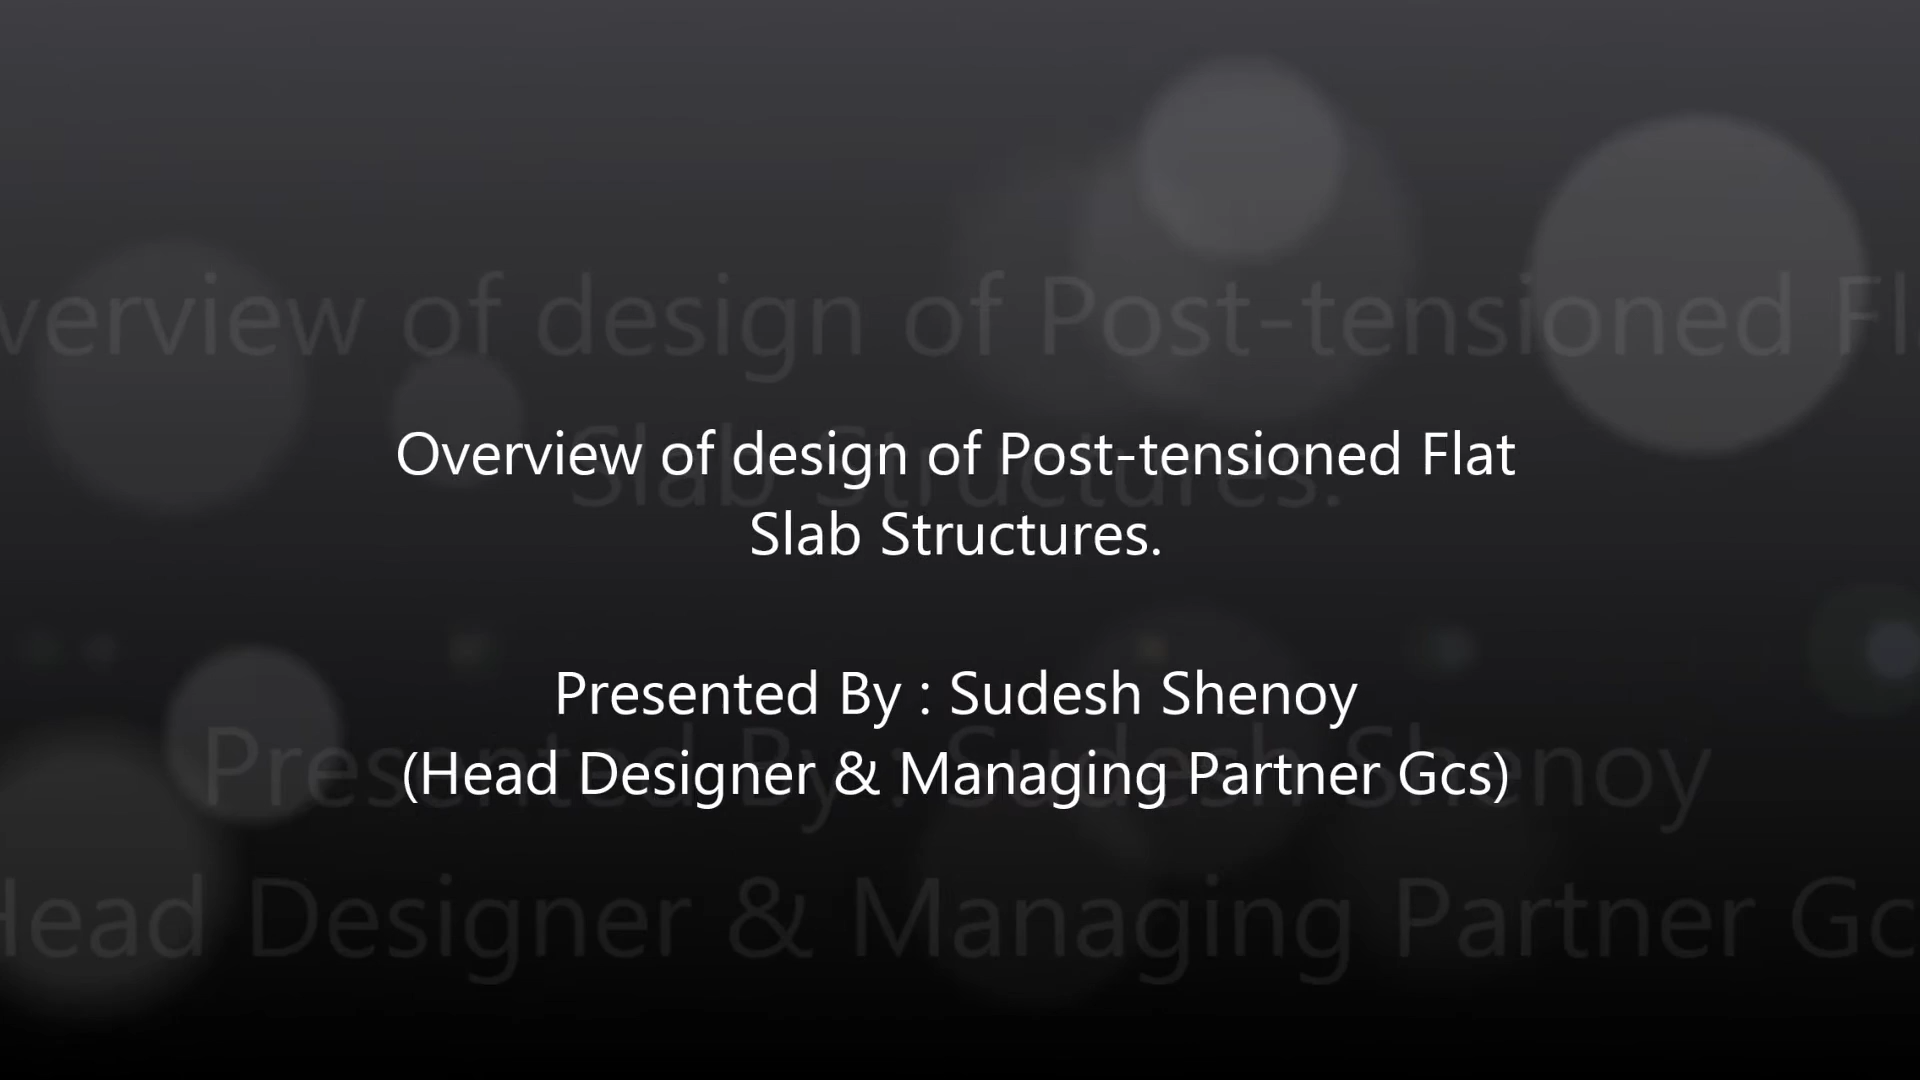 Overview of design of Post-tensioned Flat
Slab Structures.
Presented By : Sudesh Shenoy
(Head Designer & Managing Partner Gcs)